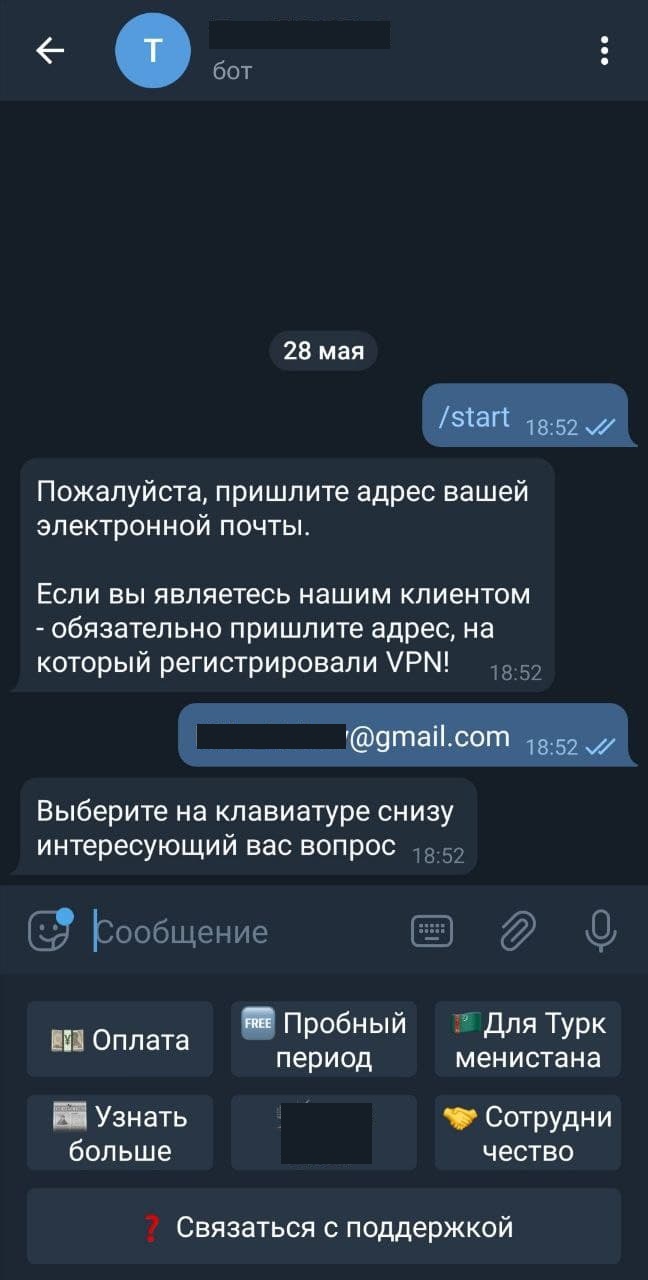 Т
бот
28 мая
/start 18:52
Пожалуйста, пришлите адрес вашей
электронной почты.
Если вы являетесь нашим клиентом
- обязательно пришлите адрес, на
который регистрировали VPN! 18:52
@gmail.com 18:52
Выберите на клавиатуре снизу
интересующий вас вопрос 18:52
Сообщение
Оплата
FREE Пробный
период
Для Турк
менистана
Узнать
больше
Сотрудни
чество
❓ Связаться с поддержкой